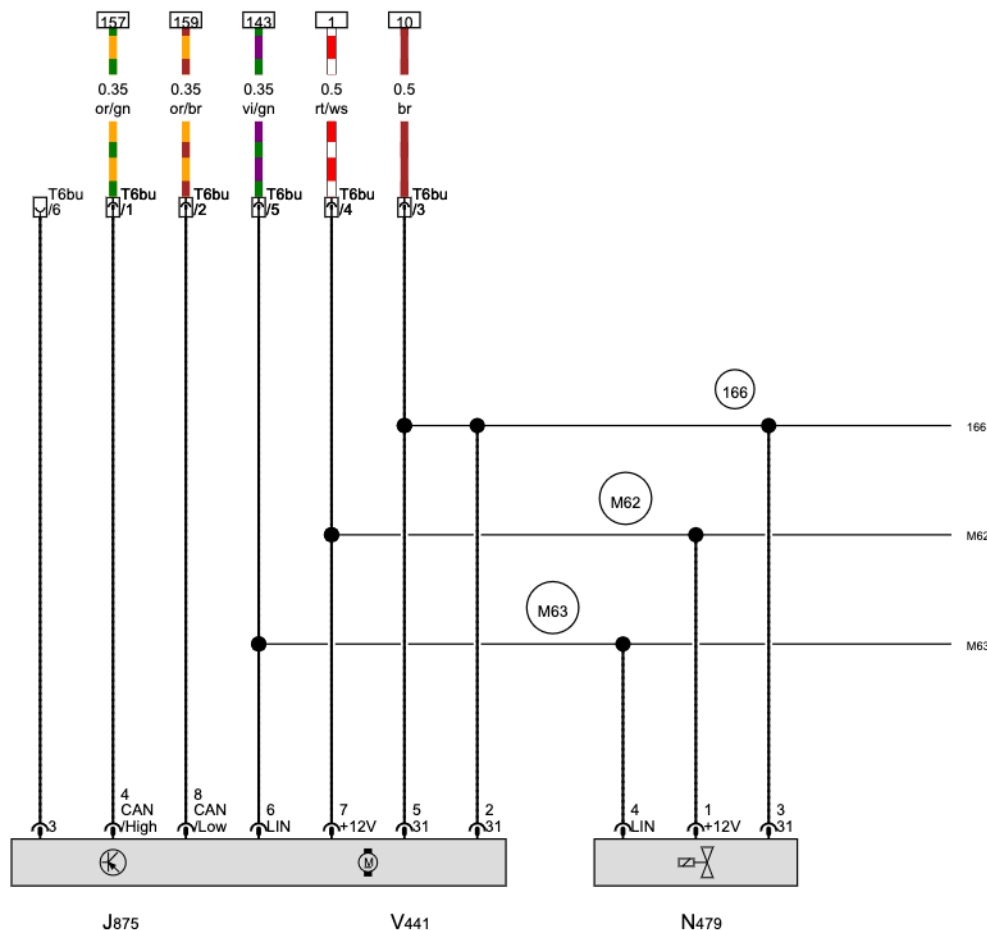 157 159 143 1 10
0.35 0.35 0.35 0.5 0.5
or/gn or/br vi/gn rt/ws br
T6bu T6bu T6bu T6bu T6bu T6bu
/6 /1 /2 /5 /4 /3
166
166
M62
M62
M63
M63
4 8
CAN CAN 6 7 5 2 4 1 3
3 /High /Low LIN +12V 31 31 LIN +12V 31
M
J875 V441 N479